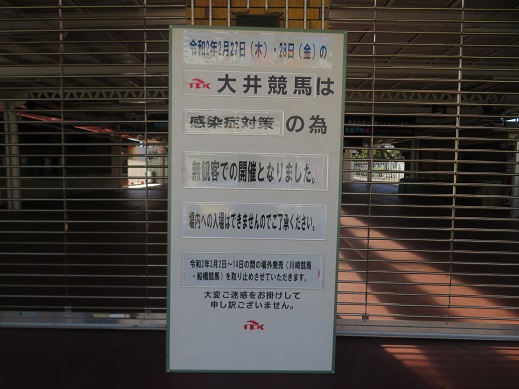 令和2年2月27日（木）・28日（金）の
TCK 大井競馬は
感染症対策 の為
無観客での開催となりました。
場内への入場はできませんのでご了承ください。
令和2年3月2日～14日の間の場外発売（川崎競馬
・船橋競馬）を取り止めさせていただきます。
大変ご迷惑をお掛けして
申し訳ございません。
TCK